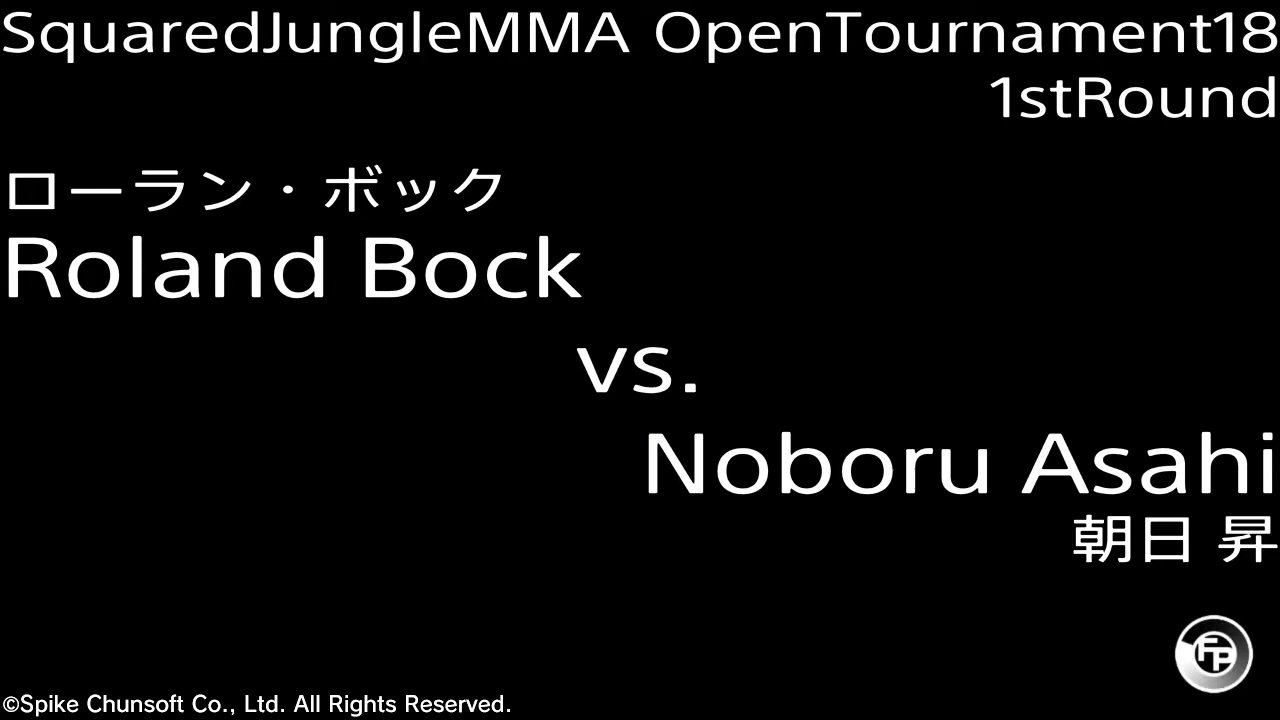 SquaredJungleMMA OpenTournament18
1stRound
ローラン・ボック
Roland Bock
vs.
Noboru Asahi
朝日 昇
FP
©Spike Chunsoft Co., Ltd. All Rights Reserved.